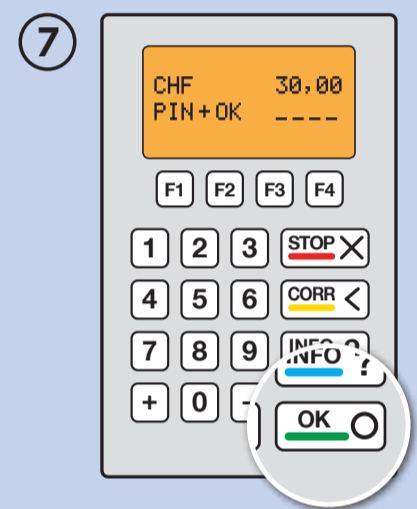 7
CHF 30,00
PIN+OK ____
F1 F2 F3 F4
1 2 3 STOP X
4 5 6 CORR <
7 8 9 INFO ?
+ 0 -
OK O